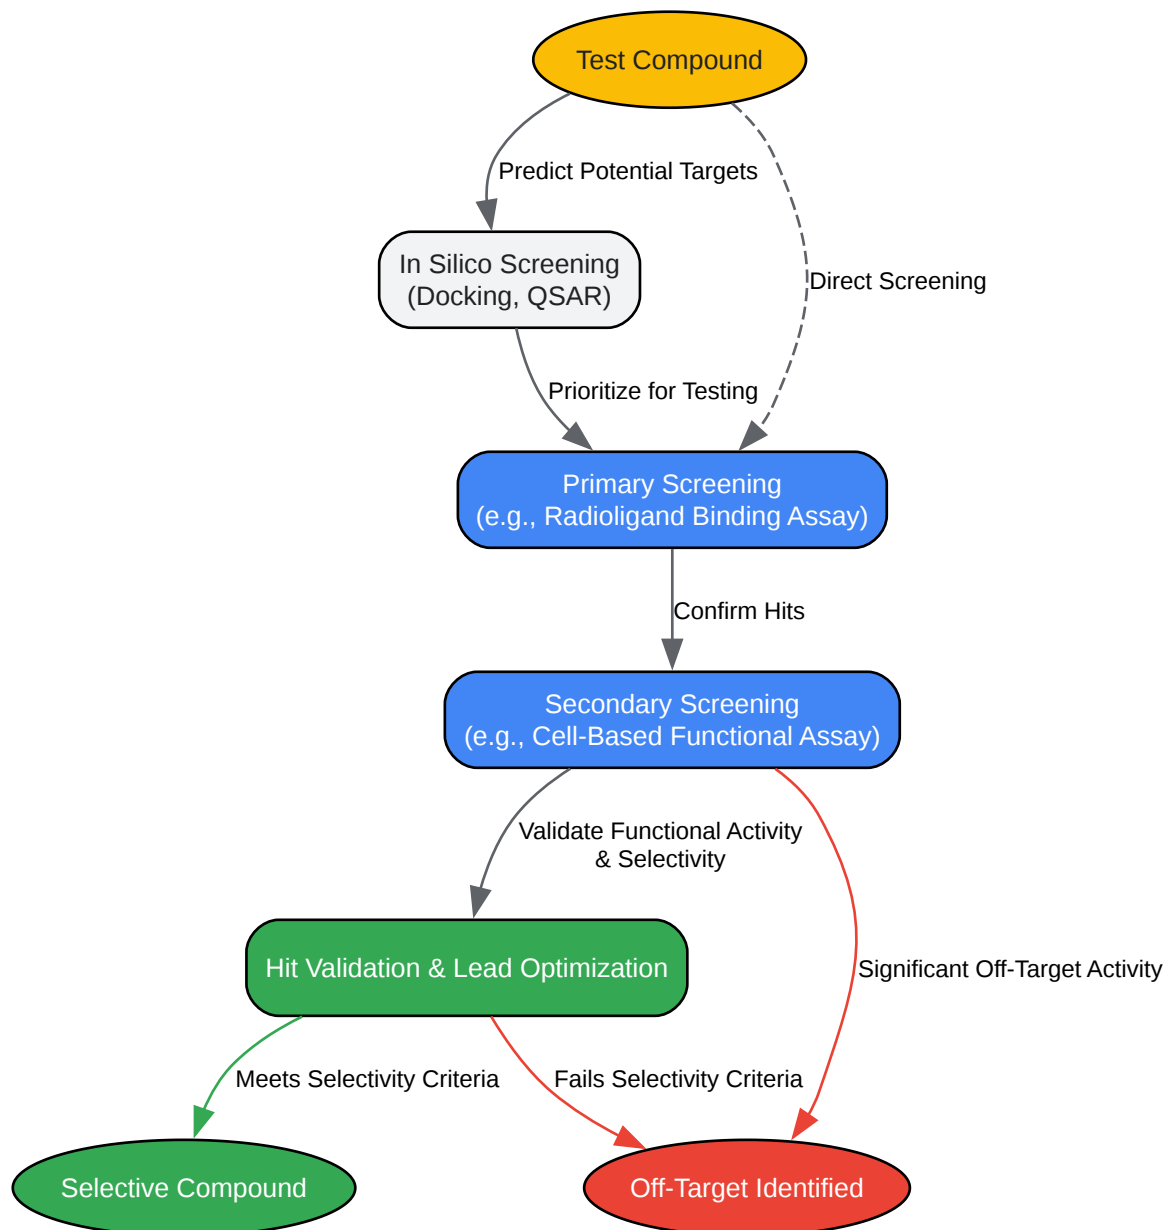 Test Compound
Predict Potential Targets
In Silico Screening
(Docking, QSAR)
Direct Screening
Prioritize for Testing
Primary Screening
(e.g., Radioligand Binding Assay)
Confirm Hits
Secondary Screening
(e.g., Cell-Based Functional Assay)
Validate Functional Activity
& Selectivity
Hit Validation & Lead Optimization
Significant Off-Target Activity
Meets Selectivity Criteria
Fails Selectivity Criteria
Selective Compound
Off-Target Identified